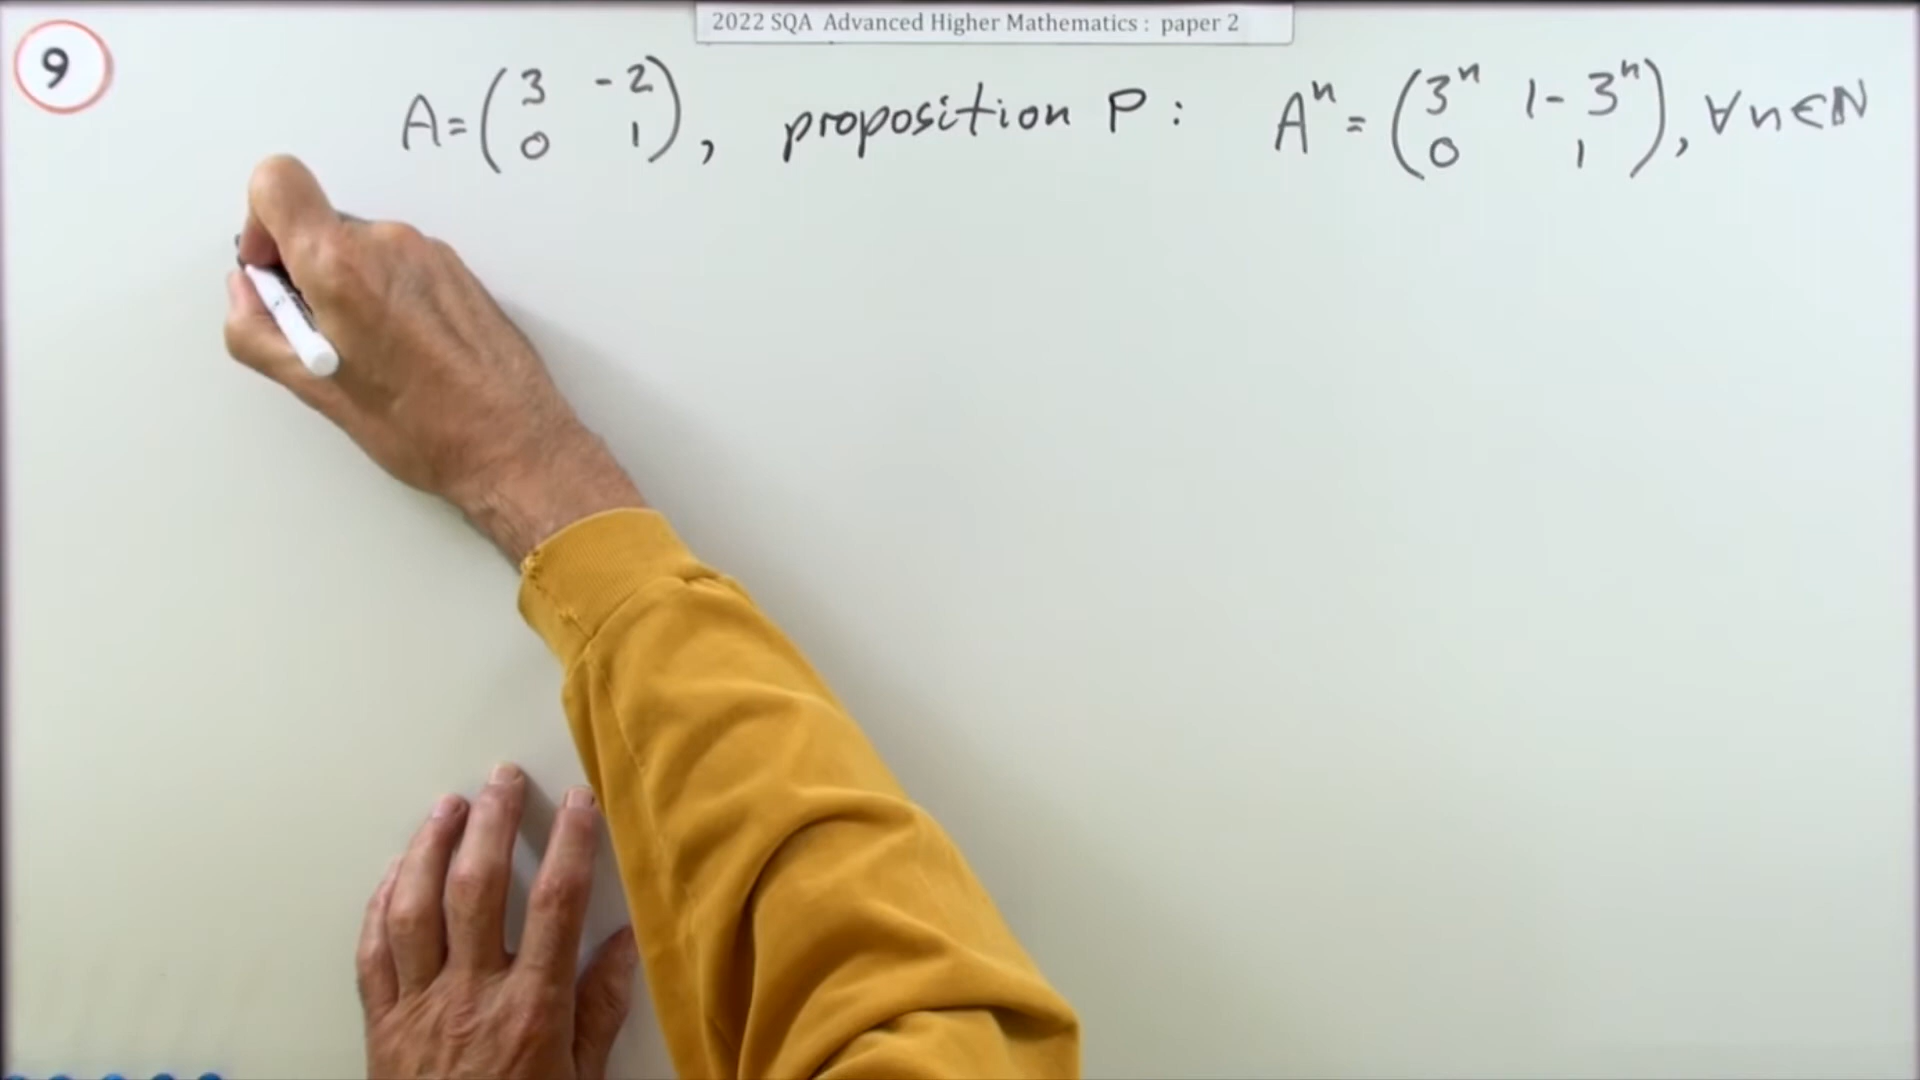 2022 SQA Advanced Higher Mathematics : paper 2
9
A = ( 3 -2 ) , proposition P : Aⁿ = ( 3ⁿ 1 - 3ⁿ ) , ∀n∈N
0 1 0 1